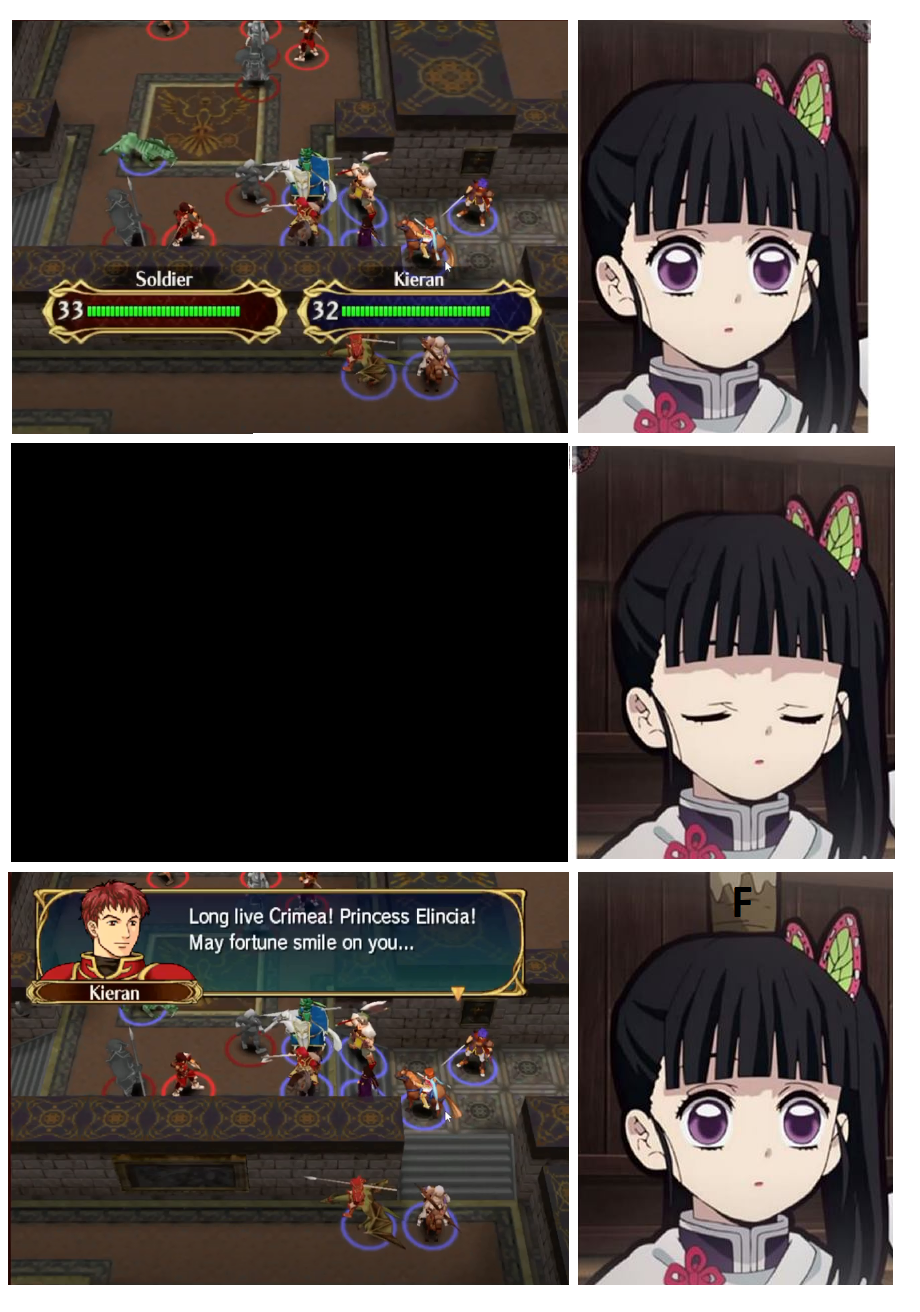 Soldier
Kieran
33
32
F
Long live Crimea! Princess Elincia!
May fortune smile on you...
Kieran